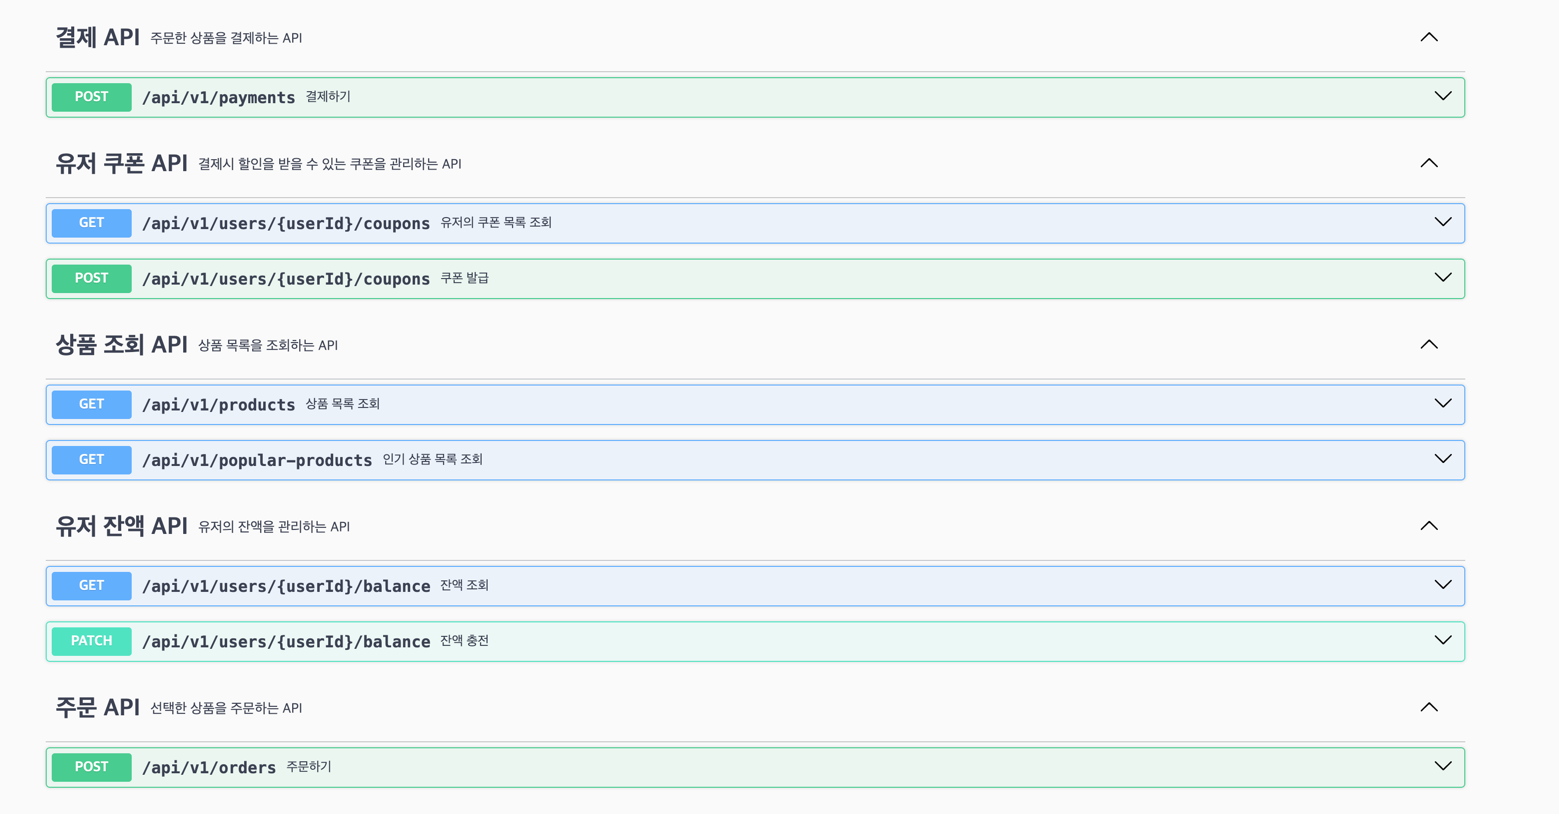 결제 API 주문한 상품을 결제하는 API
POST /api/v1/payments 결제하기
유저 쿠폰 API 결제시 할인을 받을 수 있는 쿠폰을 관리하는 API
GET /api/v1/users/{userId}/coupons 유저의 쿠폰 목록 조회
POST /api/v1/users/{userId}/coupons 쿠폰 발급
상품 조회 API 상품 목록을 조회하는 API
GET /api/v1/products 상품 목록 조회
GET /api/v1/popular-products 인기 상품 목록 조회
유저 잔액 API 유저의 잔액을 관리하는 API
GET /api/v1/users/{userId}/balance 잔액 조회
PATCH /api/v1/users/{userId}/balance 잔액 충전
주문 API 선택한 상품을 주문하는 API
POST /api/v1/orders 주문하기